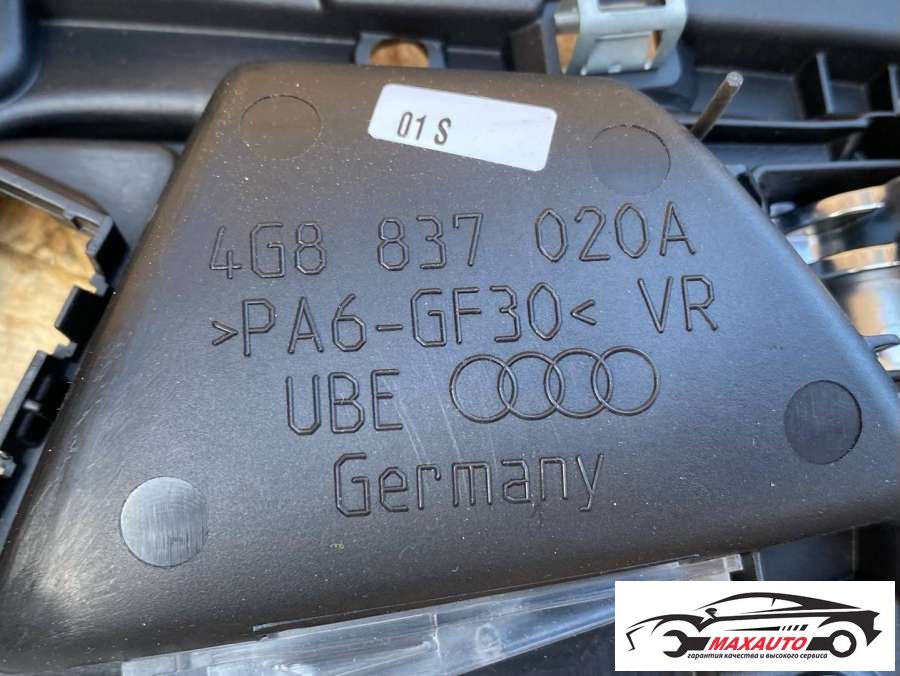 01 S
4G8 837 020A
>PA6-GF30< VR
UBE
Germany
MAXAUTO
гарантия качества и высокого сервиса